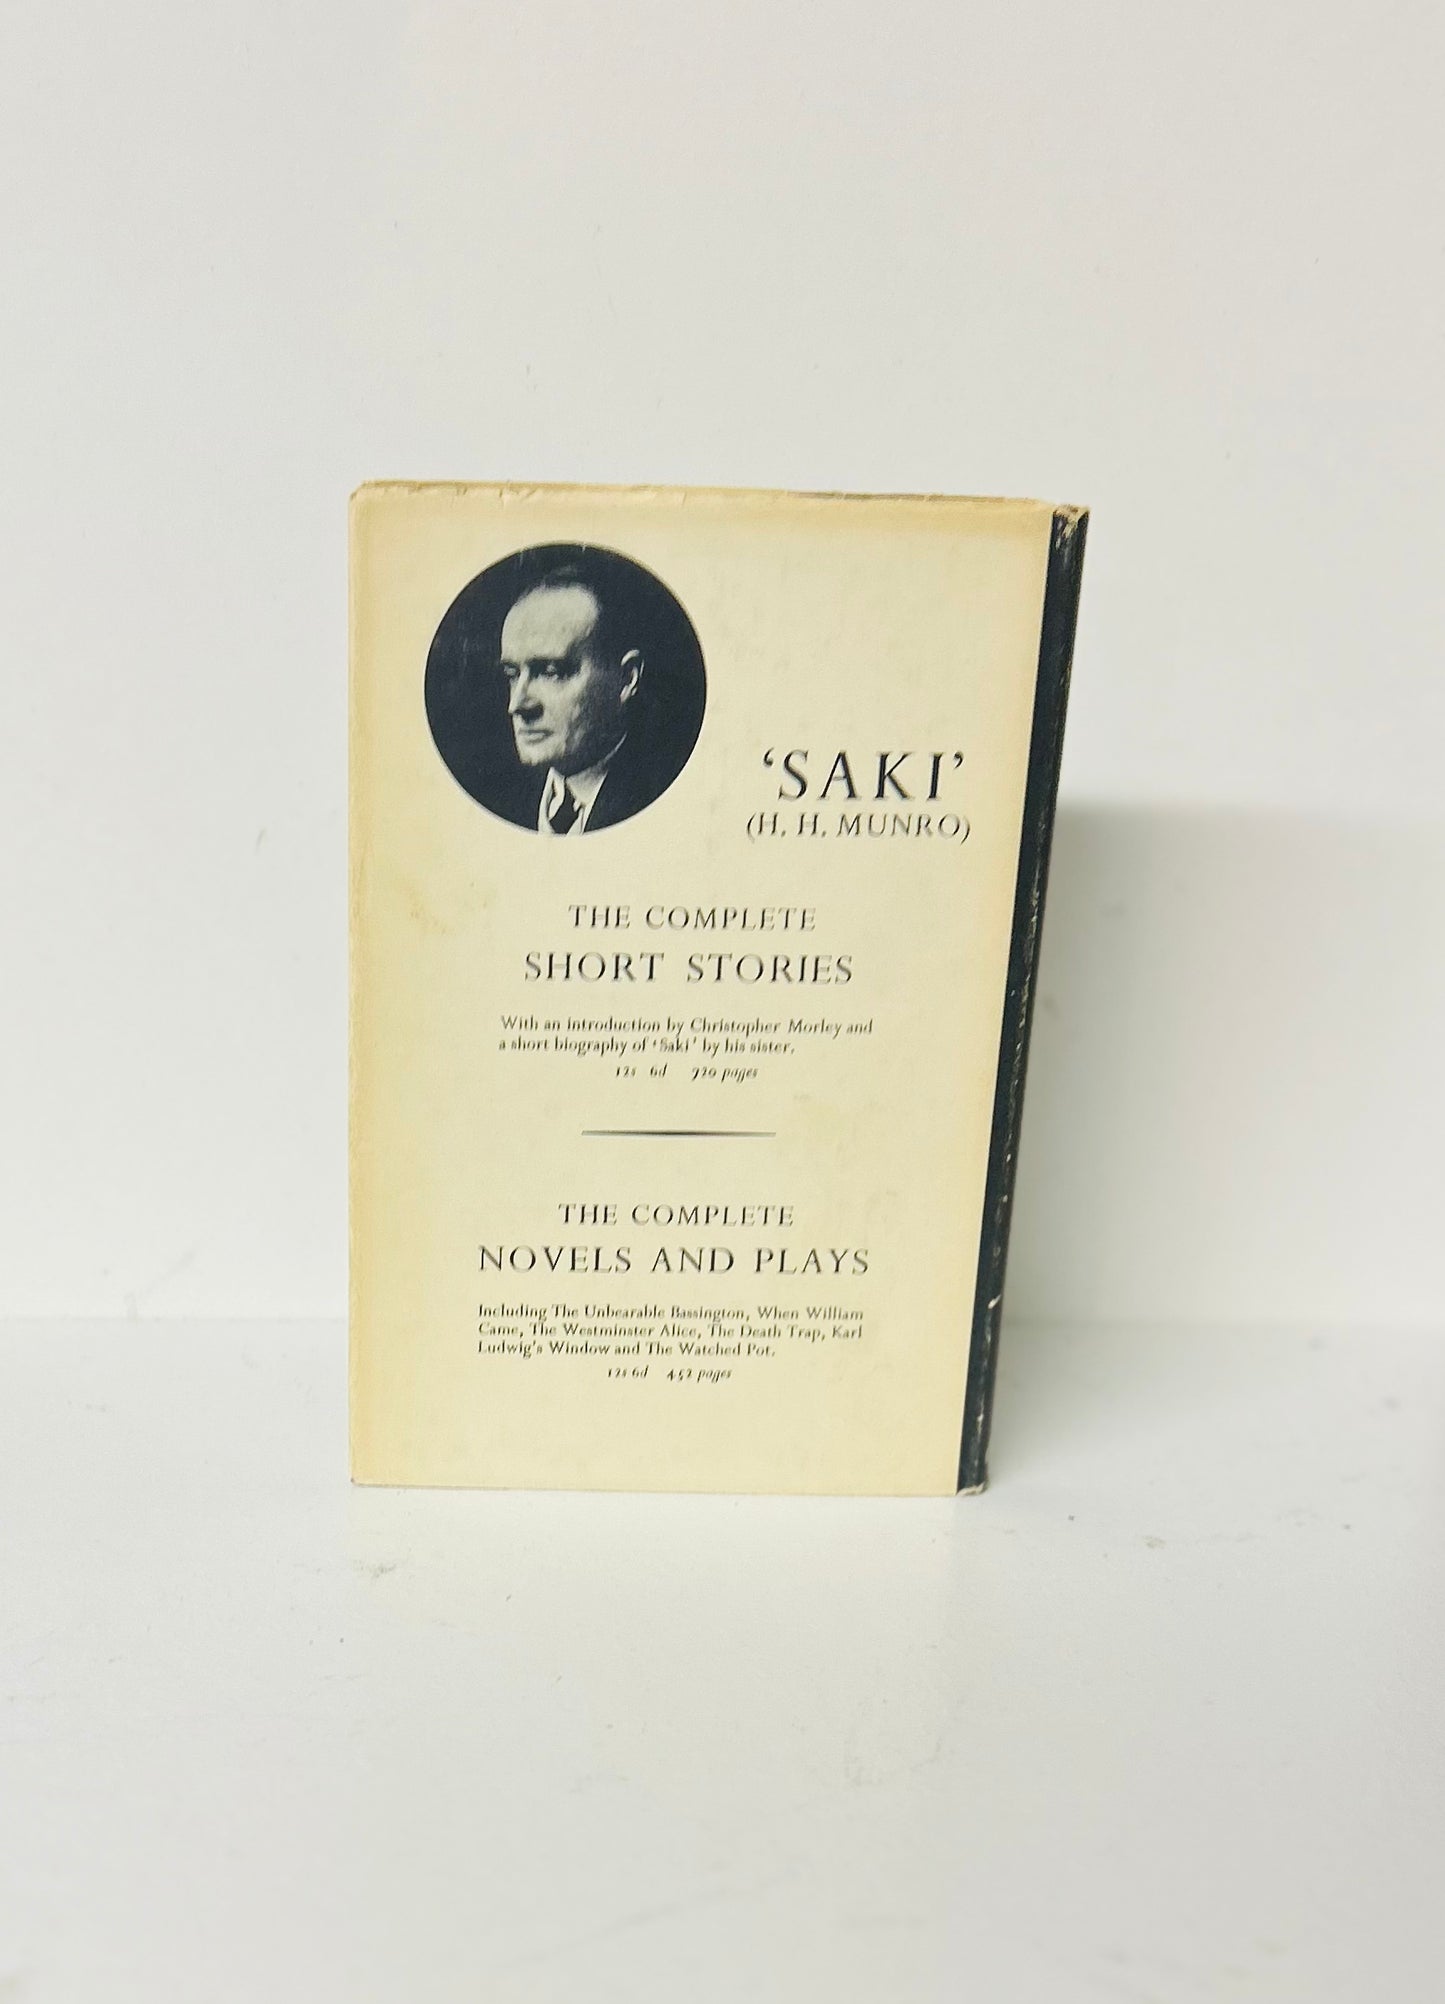 ‘SAKI’
(H. H. MUNRO)
THE COMPLETE
SHORT STORIES
With an introduction by Christopher Morley and
a short biography of ‘Saki’ by his sister.
12s 6d 720 pages
THE COMPLETE
NOVELS AND PLAYS
Including The Unbearable Bassington, When William
Came, The Westminster Alice, The Death Trap, Karl
Ludwig's Window and The Watched Pot.
12s 6d 452 pages